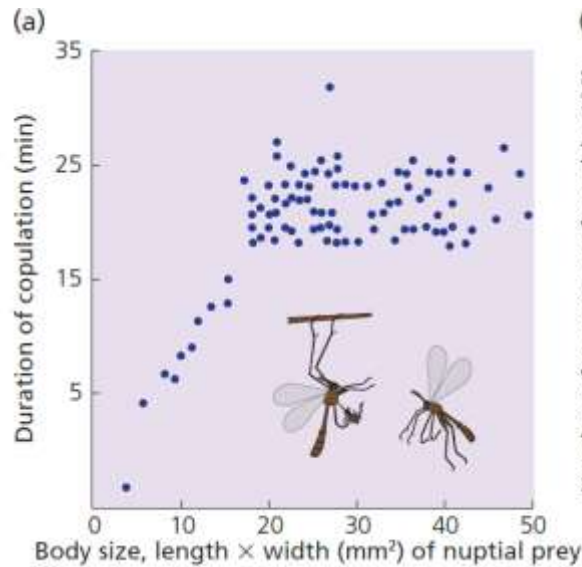 (a)
35
25
15
5
Duration of copulation (min)
0 10 20 30 40 50
Body size, length × width (mm²) of nuptial prey